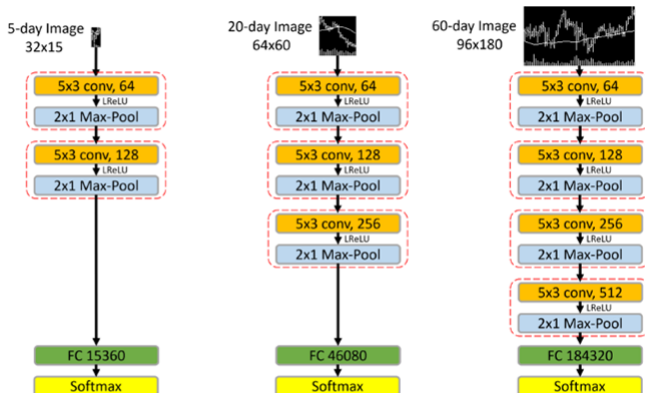 5-day Image
32x15
5x3 conv, 64
LReLU
2x1 Max-Pool
5x3 conv, 128
LReLU
2x1 Max-Pool
FC 15360
Softmax
20-day Image
64x60
5x3 conv, 64
LReLU
2x1 Max-Pool
5x3 conv, 128
LReLU
2x1 Max-Pool
5x3 conv, 256
LReLU
2x1 Max-Pool
FC 46080
Softmax
60-day Image
96x180
5x3 conv, 64
LReLU
2x1 Max-Pool
5x3 conv, 128
LReLU
2x1 Max-Pool
5x3 conv, 256
LReLU
2x1 Max-Pool
5x3 conv, 512
LReLU
2x1 Max-Pool
FC 184320
Softmax